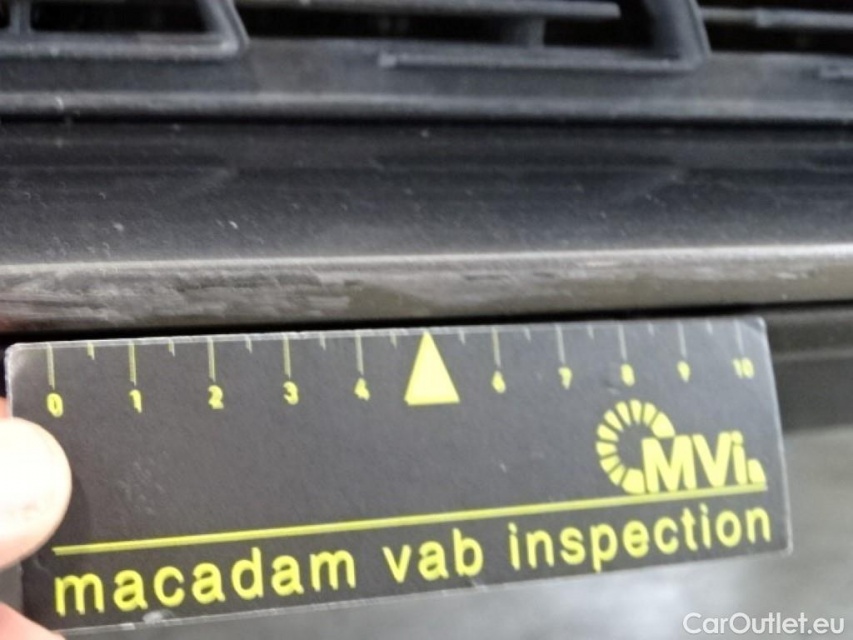 0 1 2 3 4 6 7 8 9 10
MVi.
macadam vab inspection
CarOutlet.eu